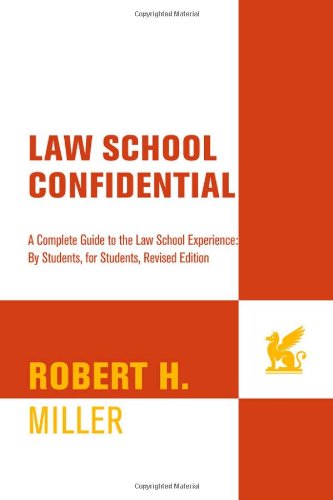 Copyrighted Material
LAW SCHOOL
CONFIDENTIAL
A Complete Guide to the Law School Experience:
By Students, for Students, Revised Edition
ROBERT H.
MILLER
Copyrighted Material